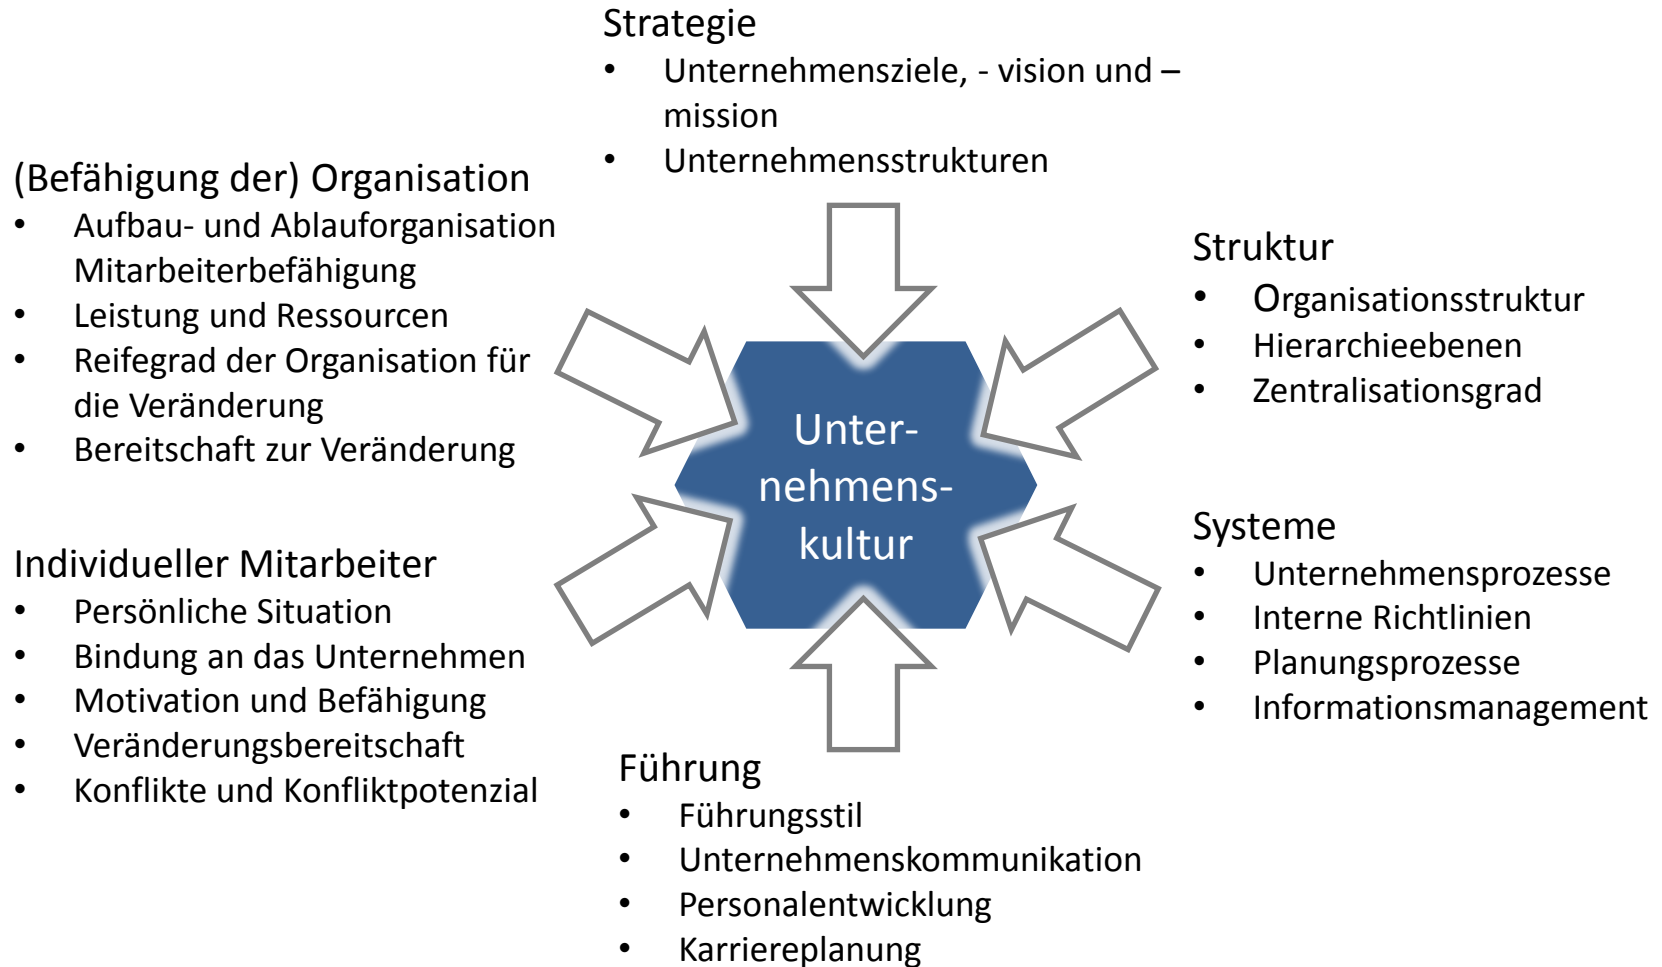 Strategie
• Unternehmensziele, - vision und –
mission
• Unternehmensstrukturen
(Befähigung der) Organisation
• Aufbau- und Ablauforganisation
Mitarbeiterbefähigung
• Leistung und Ressourcen
• Reifegrad der Organisation für
die Veränderung
• Bereitschaft zur Veränderung
Struktur
• Organisationsstruktur
• Hierarchieebenen
• Zentralisationsgrad
Unter-
nehmens-
kultur
Individueller Mitarbeiter
• Persönliche Situation
• Bindung an das Unternehmen
• Motivation und Befähigung
• Veränderungsbereitschaft
• Konflikte und Konfliktpotenzial
Systeme
• Unternehmensprozesse
• Interne Richtlinien
• Planungsprozesse
• Informationsmanagement
Führung
• Führungsstil
• Unternehmenskommunikation
• Personalentwicklung
• Karriereplanung